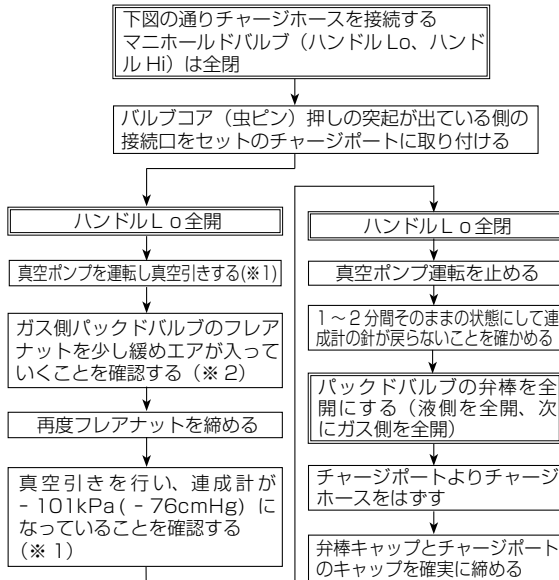 下図の通りチャージホースを接続する
マニホールドバルブ（ハンドル Lo、ハンド
ル Hi）は全閉
バルブコア（虫ピン）押しの突起が出ている側の
接続口をセットのチャージポートに取り付ける
ハンドルＬｏ全開
真空ポンプを運転し真空引きする(※1)
ガス側パックドバルブのフレア
ナットを少し緩めエアが入って
いくことを確認する（※ 2）
再度フレアナットを締める
真空引きを行い、連成計が
- 101kPa( - 76cmHg) に
なっていることを確認する
（※ 1）
ハンドルＬｏ全閉
真空ポンプ運転を止める
1～2分間そのままの状態にして連
成計の針が戻らないことを確かめる
パックドバルブの弁棒を全
開にする（液側を全開、次
にガス側を全開）
チャージポートよりチャージ
ホースをはずす
弁棒キャップとチャージポート
のキャップを確実に締める